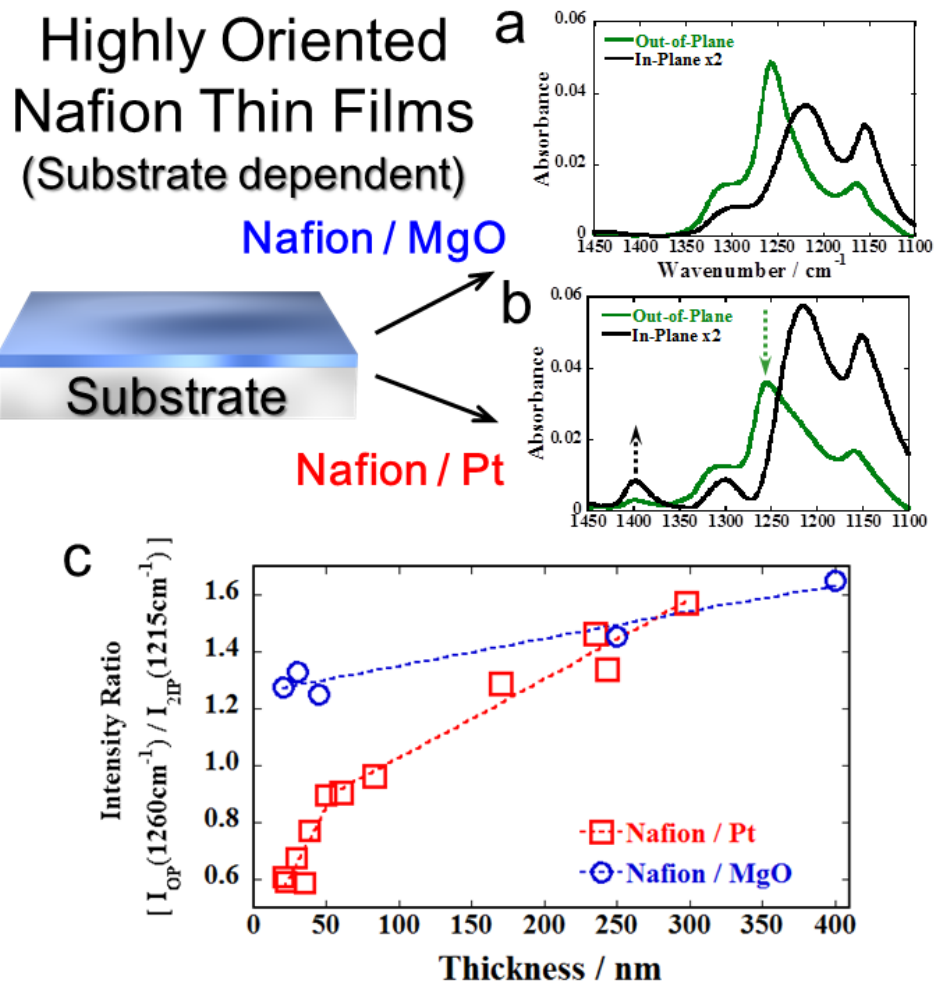 Highly Oriented
Nafion Thin Films
(Substrate dependent)
Nafion / MgO
Substrate
Nafion / Pt
a
0.06
0.04
0.02
0
Absorbance
Out-of-Plane
In-Plane x2
1450 1400 1350 1300 1250 1200 1150 1100
Wavenumber / cm⁻¹
b
0.06
0.04
0.02
0
Absorbance
Out-of-Plane
In-Plane x2
1450 1400 1350 1300 1250 1200 1150 1100
c
Intensity Ratio
[ I_OP(1260cm⁻¹) / I_2IP(1215cm⁻¹) ]
1.6
1.4
1.2
1.0
0.8
0.6
Nafion / Pt
Nafion / MgO
0 50 100 150 200 250 300 350 400
Thickness / nm